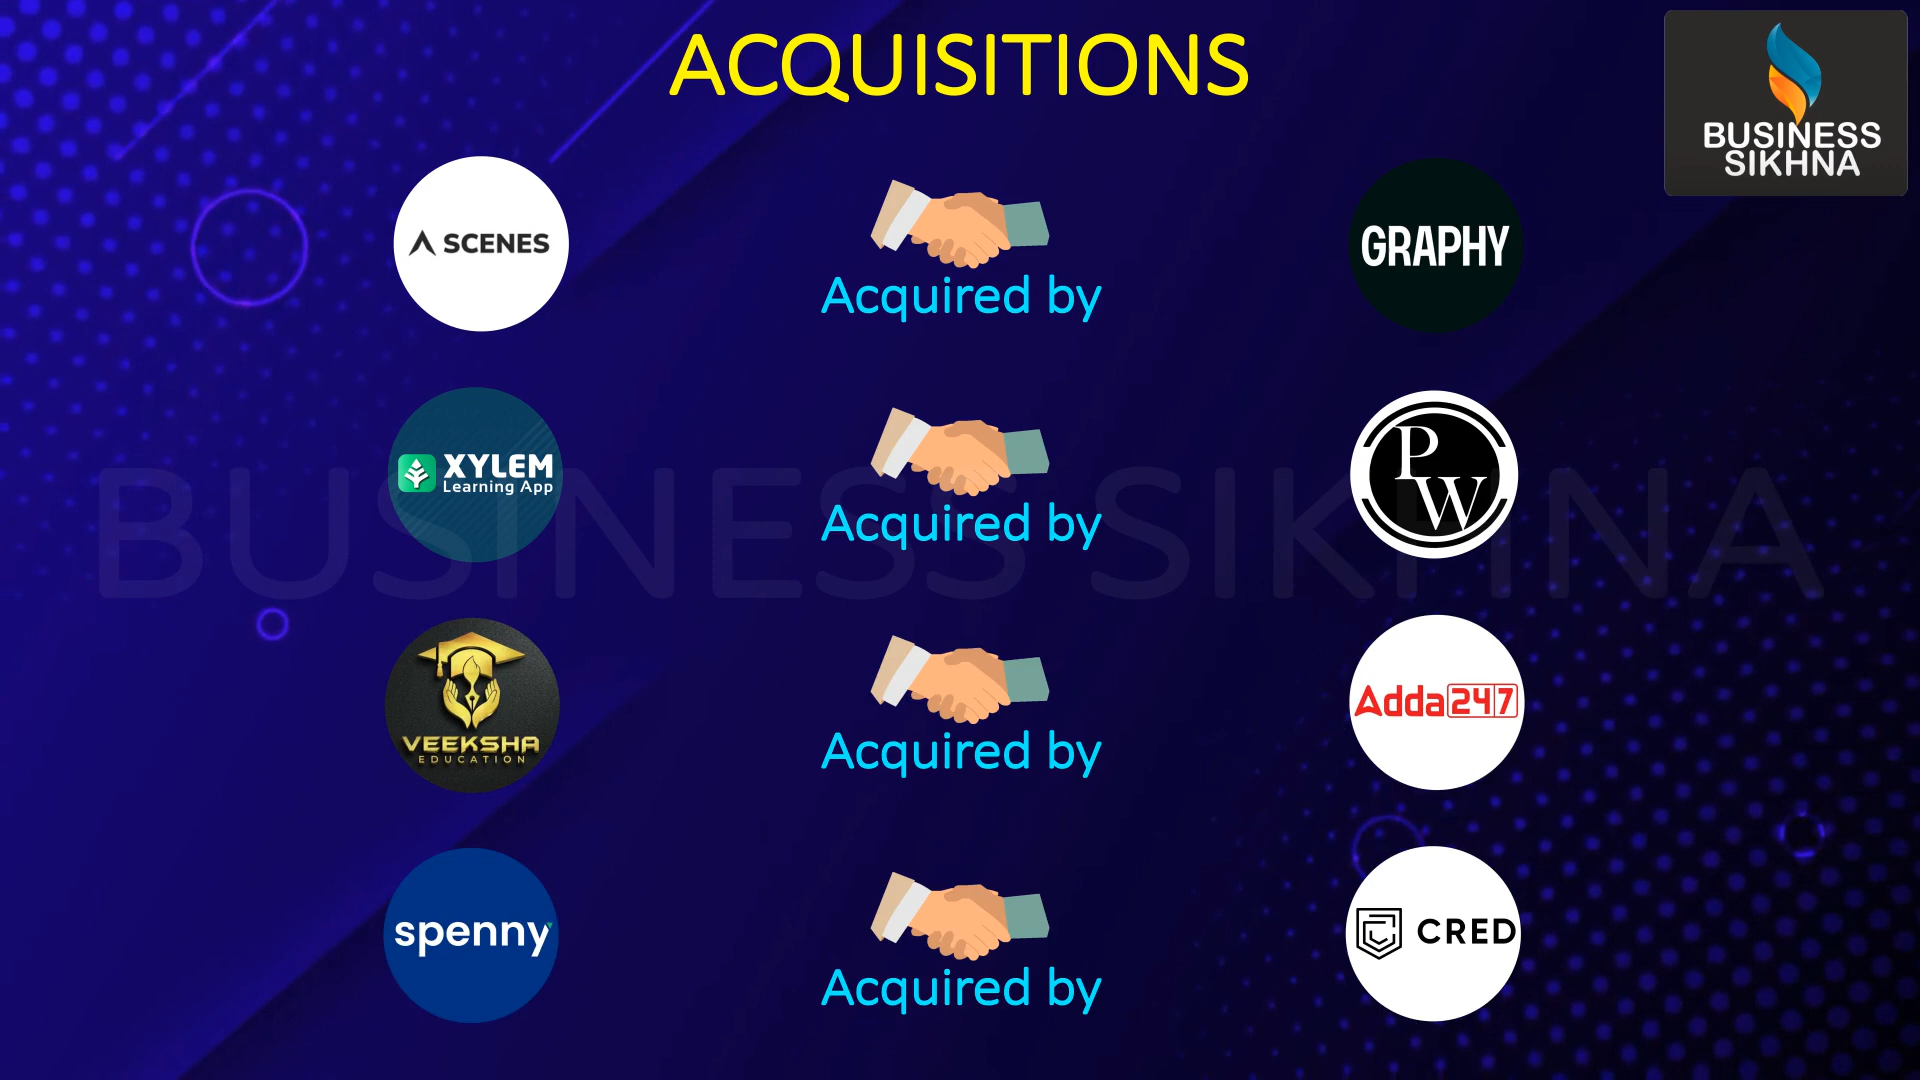 ACQUISITIONS
BUSINESS
SIKHNA
SCENES
Acquired by
GRAPHY
XYLEM
Learning App
Acquired by
PW
BUSINESS SIKHNA
VEEKSHA
EDUCATION
Acquired by
Adda247
spenny
Acquired by
CRED